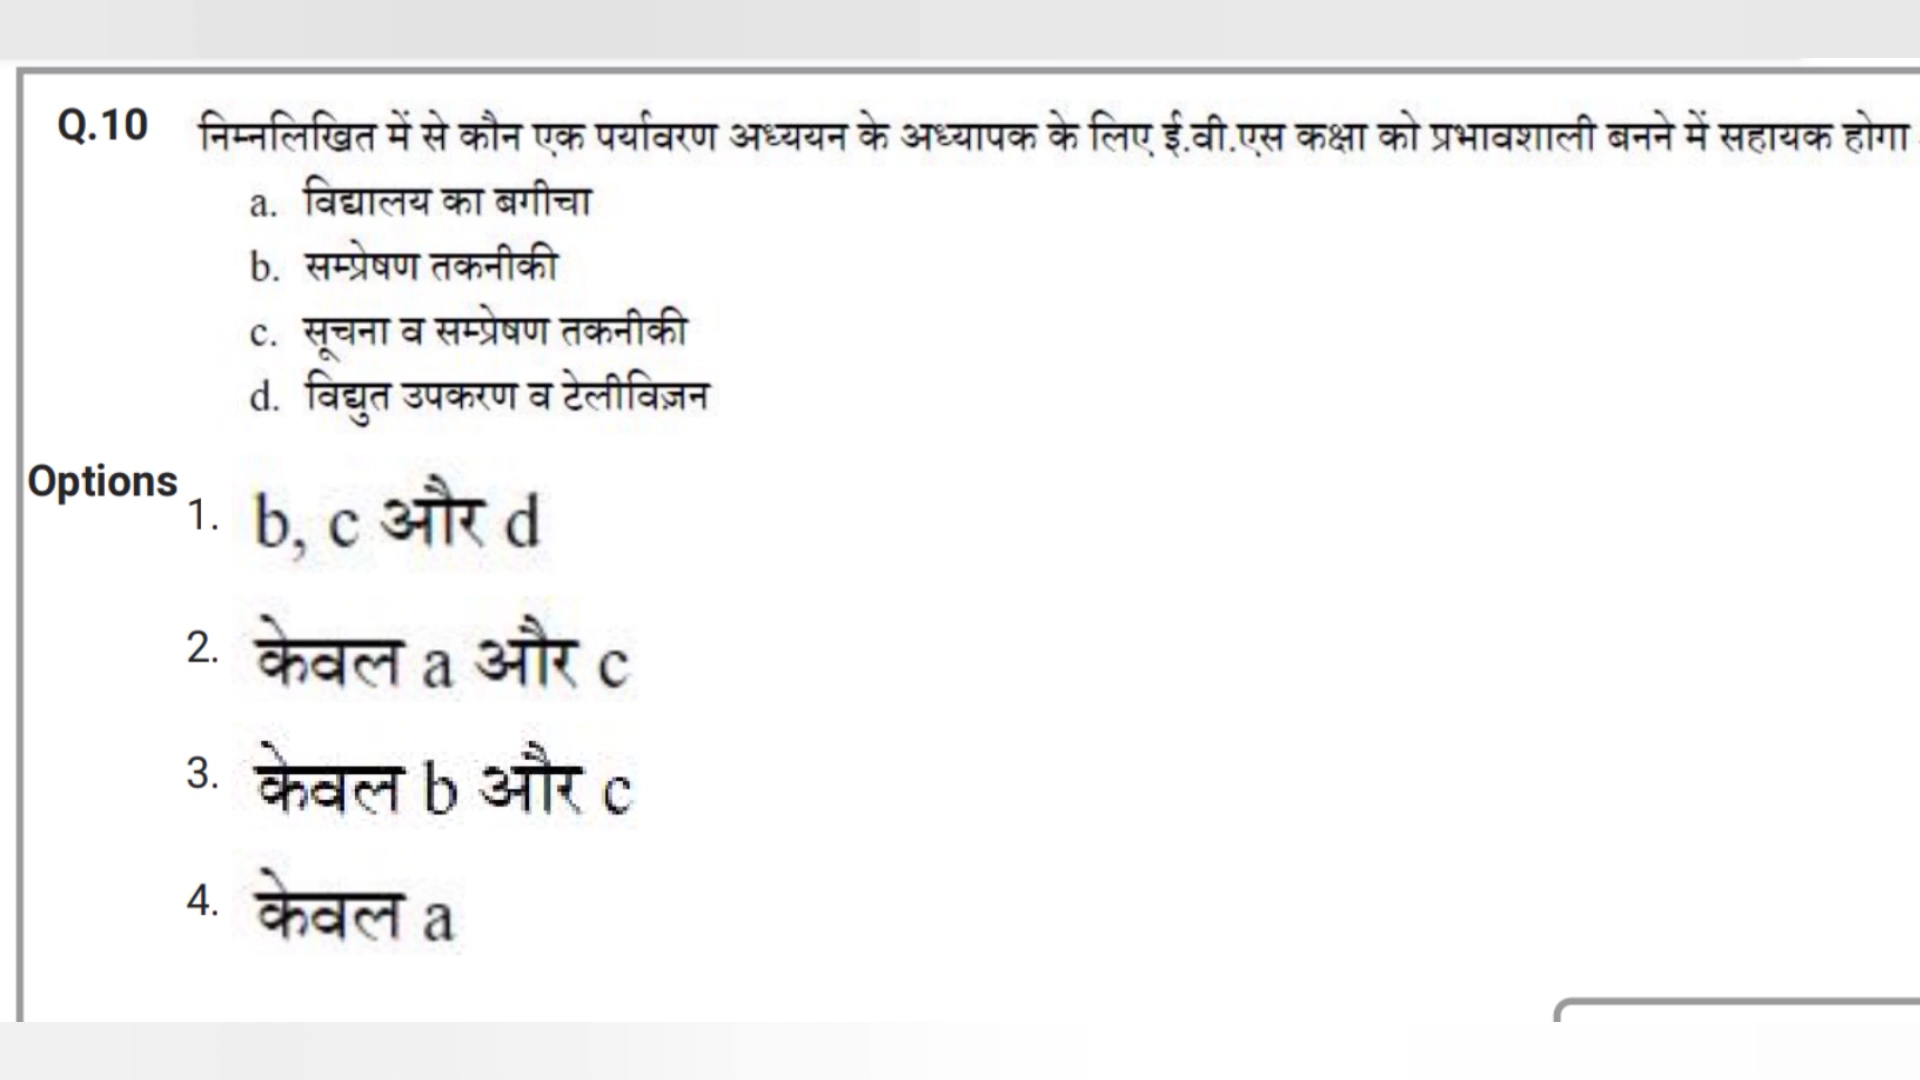 Q.10 निम्नलिखित में से कौन एक पर्यावरण अध्ययन के अध्यापक के लिए ई.वी.एस कक्षा को प्रभावशाली बनने में सहायक होगा
a. विद्यालय का बगीचा
b. सम्प्रेषण तकनीकी
c. सूचना व सम्प्रेषण तकनीकी
d. विद्युत उपकरण व टेलीविज़न
Options 1. b, c और d
2. केवल a और c
3. केवल b और c
4. केवल a